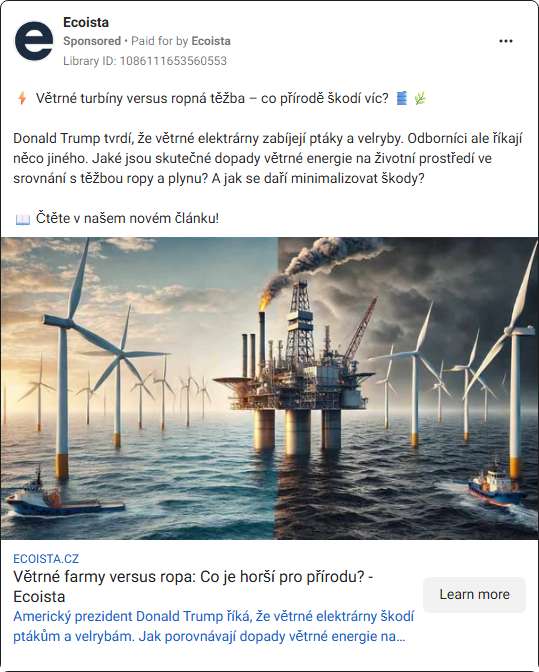 Ecoista
Sponsored • Paid for by Ecoista
Library ID: 1086111653560553
⚡ Větrné turbíny versus ropná těžba – co přírodě škodí víc? 🛢️ 🌿
Donald Trump tvrdí, že větrné elektrárny zabíjejí ptáky a velryby. Odborníci ale říkají
něco jiného. Jaké jsou skutečné dopady větrné energie na životní prostředí ve
srovnání s těžbou ropy a plynu? A jak se daří minimalizovat škody?
📖 Čtěte v našem novém článku!
ECOISTA.CZ
Větrné farmy versus ropa: Co je horší pro přírodu? -
Ecoista
Americký prezident Donald Trump říká, že větrné elektrárny škodí
ptákům a velrybám. Jak porovnávají dopady větrné energie na...
Learn more